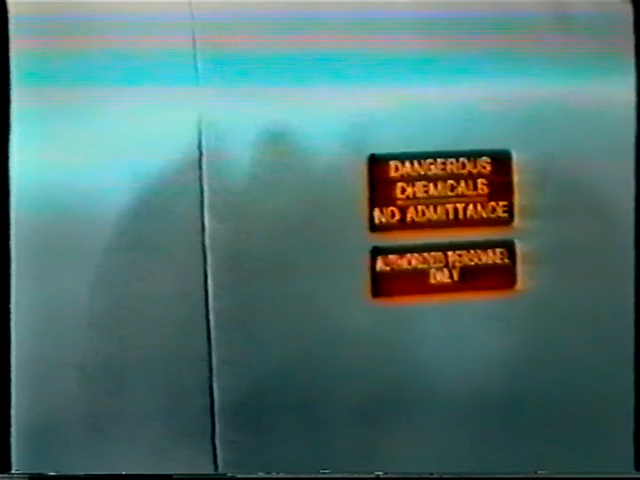 DANGEROUS
CHEMICALS
NO ADMITTANCE
AUTHORIZED PERSONNEL
ONLY